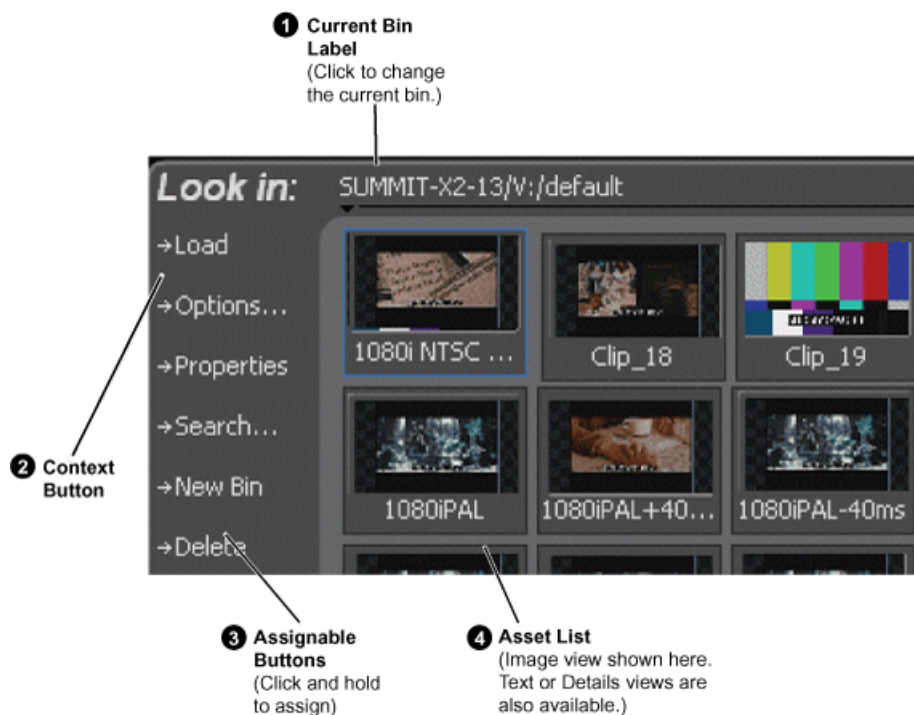 1 Current Bin
Label
(Click to change
the current bin.)
Look in:
SUMMIT-X2-13/V:/default
→Load
→Options...
→Properties
→Search...
→New Bin
→Delete
1080i NTSC ...
Clip_18
Clip_19
1080iPAL
1080iPAL+40...
1080iPAL-40ms
2 Context
Button
3 Assignable
Buttons
(Click and hold
to assign)
4 Asset List
(Image view shown here.
Text or Details views are
also available.)